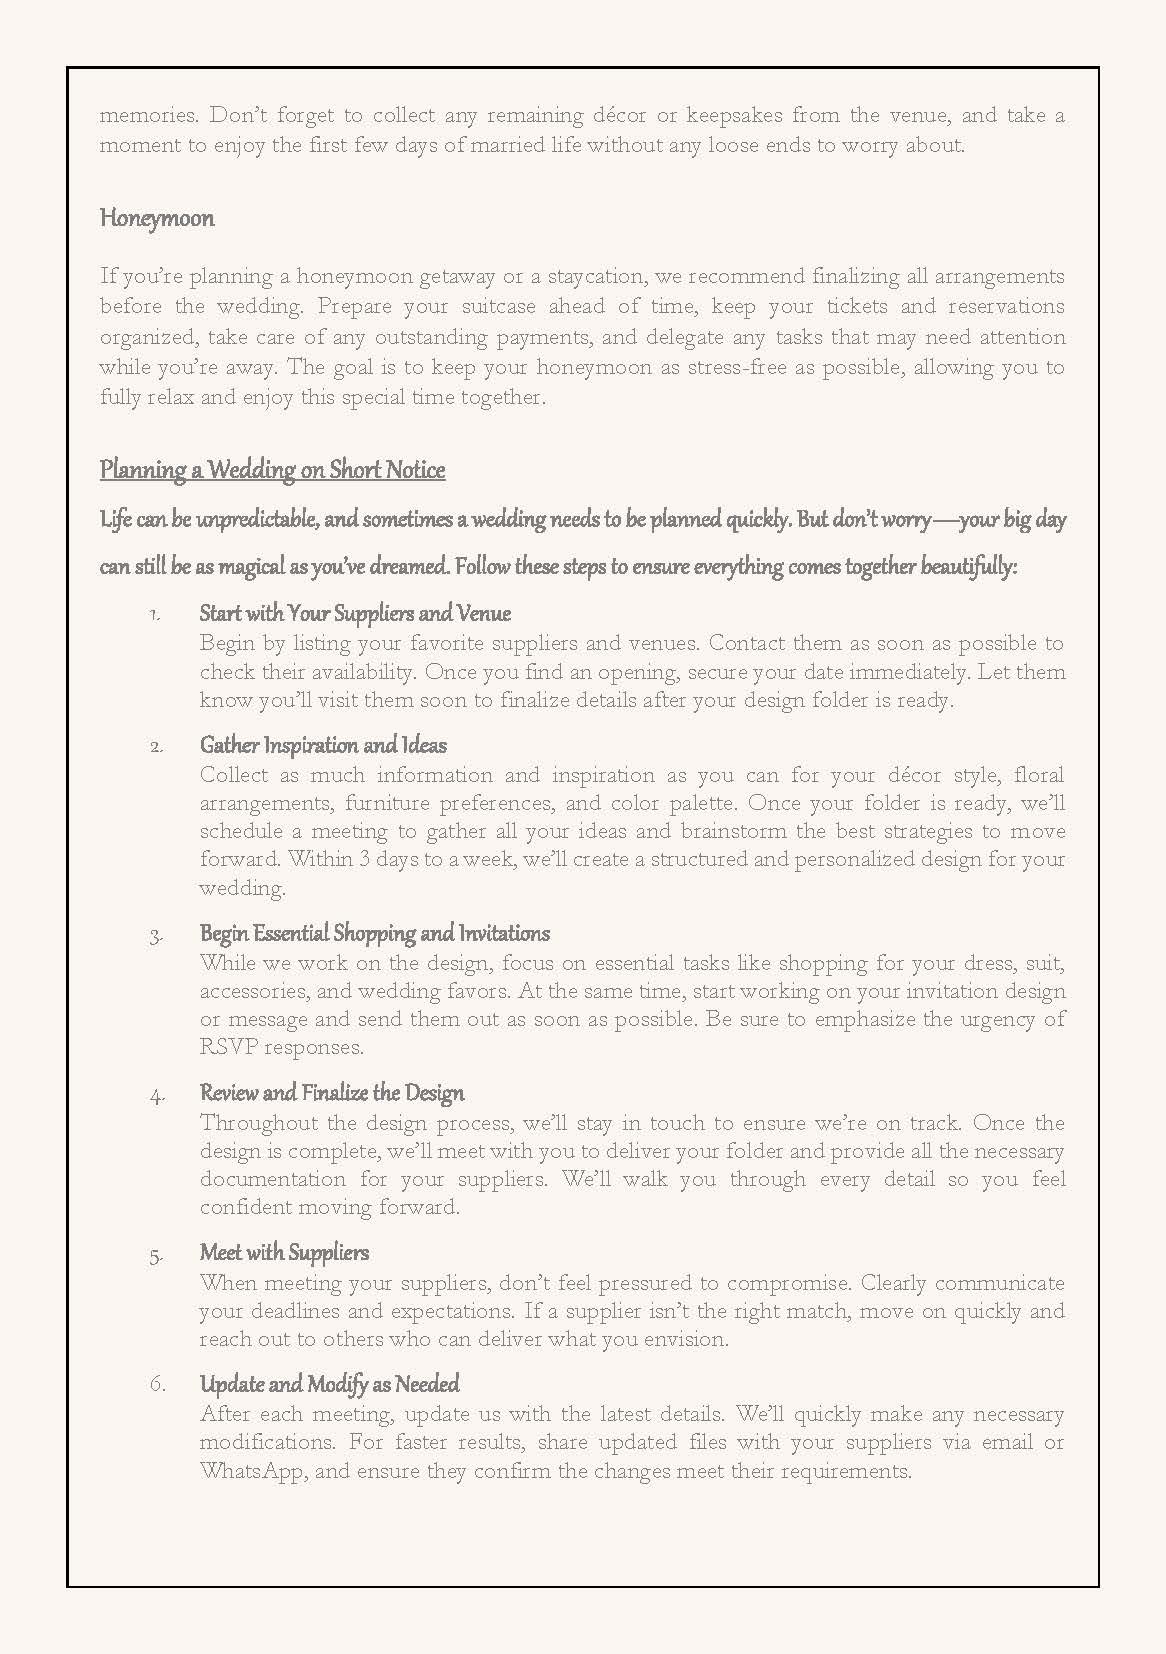 memories. Don’t forget to collect any remaining décor or keepsakes from the venue, and take a
moment to enjoy the first few days of married life without any loose ends to worry about.
Honeymoon
If you’re planning a honeymoon getaway or a staycation, we recommend finalizing all arrangements
before the wedding. Prepare your suitcase ahead of time, keep your tickets and reservations
organized, take care of any outstanding payments, and delegate any tasks that may need attention
while you’re away. The goal is to keep your honeymoon as stress-free as possible, allowing you to
fully relax and enjoy this special time together.
Planning a Wedding on Short Notice
Life can be unpredictable, and sometimes a wedding needs to be planned quickly. But don’t worry—your big day
can still be as magical as you’ve dreamed. Follow these steps to ensure everything comes together beautifully:
1. Start with Your Suppliers and Venue
Begin by listing your favorite suppliers and venues. Contact them as soon as possible to
check their availability. Once you find an opening, secure your date immediately. Let them
know you’ll visit them soon to finalize details after your design folder is ready.
2. Gather Inspiration and Ideas
Collect as much information and inspiration as you can for your décor style, floral
arrangements, furniture preferences, and color palette. Once your folder is ready, we’ll
schedule a meeting to gather all your ideas and brainstorm the best strategies to move
forward. Within 3 days to a week, we’ll create a structured and personalized design for your
wedding.
3. Begin Essential Shopping and Invitations
While we work on the design, focus on essential tasks like shopping for your dress, suit,
accessories, and wedding favors. At the same time, start working on your invitation design
or message and send them out as soon as possible. Be sure to emphasize the urgency of
RSVP responses.
4. Review and Finalize the Design
Throughout the design process, we’ll stay in touch to ensure we’re on track. Once the
design is complete, we’ll meet with you to deliver your folder and provide all the necessary
documentation for your suppliers. We’ll walk you through every detail so you feel
confident moving forward.
5. Meet with Suppliers
When meeting your suppliers, don’t feel pressured to compromise. Clearly communicate
your deadlines and expectations. If a supplier isn’t the right match, move on quickly and
reach out to others who can deliver what you envision.
6. Update and Modify as Needed
After each meeting, update us with the latest details. We’ll quickly make any necessary
modifications. For faster results, share updated files with your suppliers via email or
WhatsApp, and ensure they confirm the changes meet their requirements.